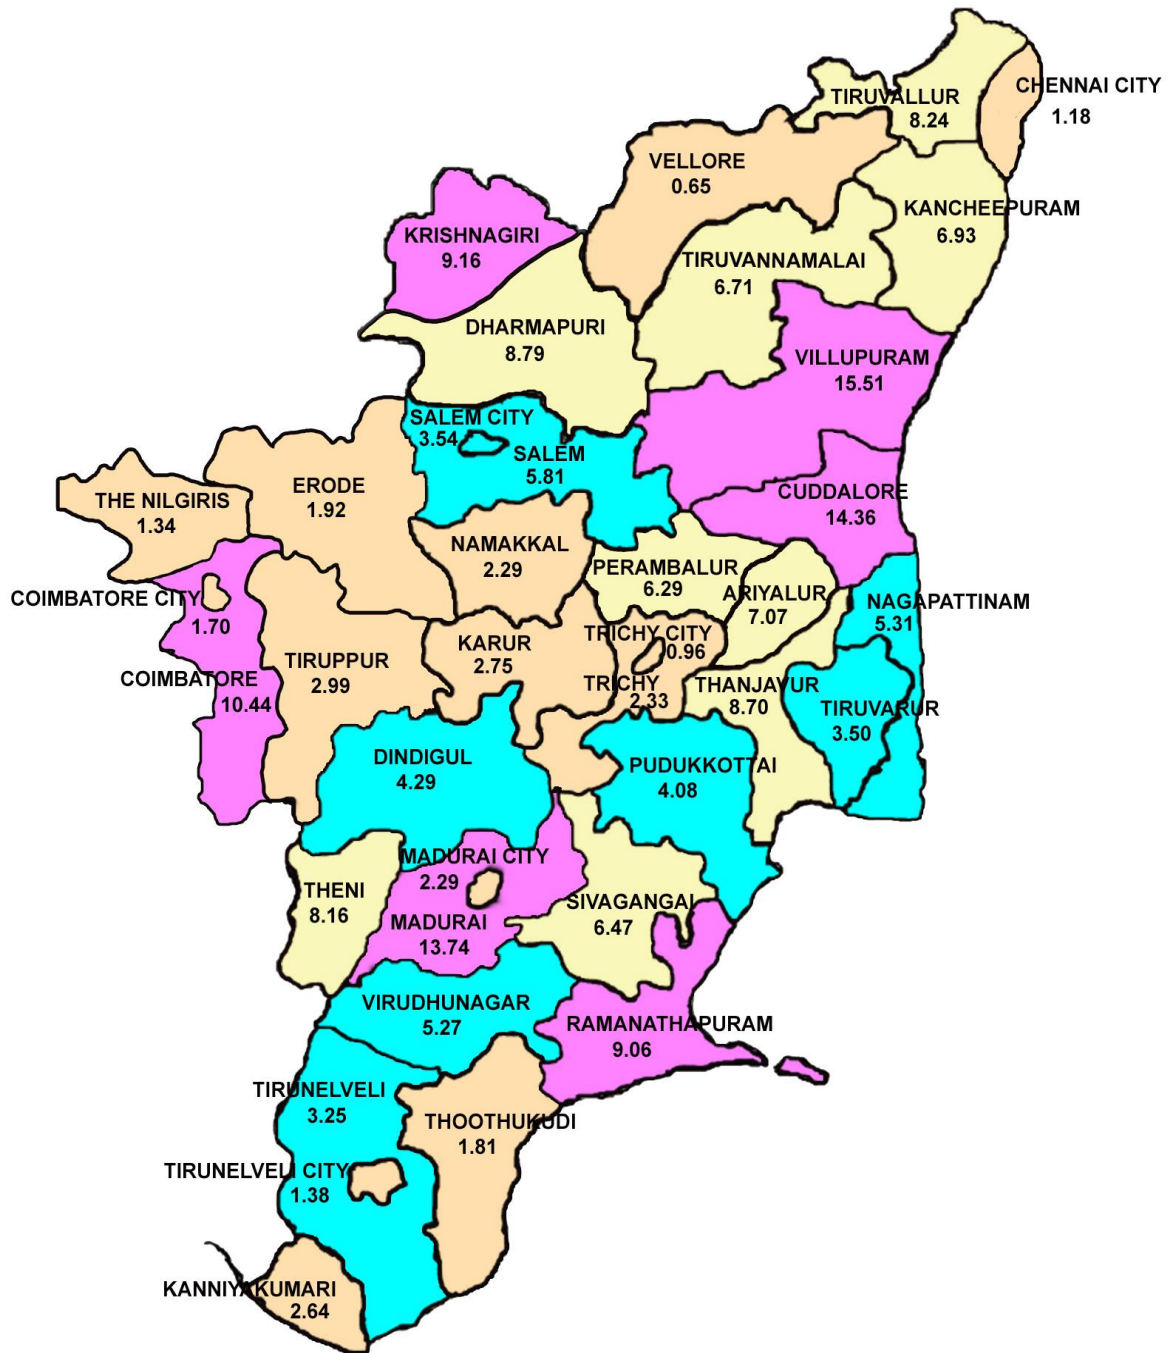 CHENNAI CITY
1.18
TIRUVALLUR
8.24
VELLORE
0.65
KANCHEEPURAM
6.93
KRISHNAGIRI
9.16
TIRUVANNAMALAI
6.71
DHARMAPURI
8.79
VILLUPURAM
15.51
SALEM CITY
3.54
SALEM
5.81
ERODE
1.92
THE NILGIRIS
1.34
CUDDALORE
14.36
NAMAKKAL
2.29
PERAMBALUR
6.29
ARIYALUR
7.07
NAGAPATTINAM
5.31
COIMBATORE CITY
1.70
TRICHY CITY
0.96
KARUR
2.75
TIRUPPUR
2.99
COIMBATORE
10.44
TRICHY
2.33
THANJAVUR
8.70
TIRUVARUR
3.50
DINDIGUL
4.29
PUDUKKOTTAI
4.08
MADURAI CITY
2.29
THENI
8.16
MADURAI
13.74
SIVAGANGAI
6.47
VIRUDHUNAGAR
5.27
RAMANATHAPURAM
9.06
TIRUNELVELI
3.25
THOOTHUKUDI
1.81
TIRUNELVELI CITY
1.38
KANNIYAKUMARI
2.64